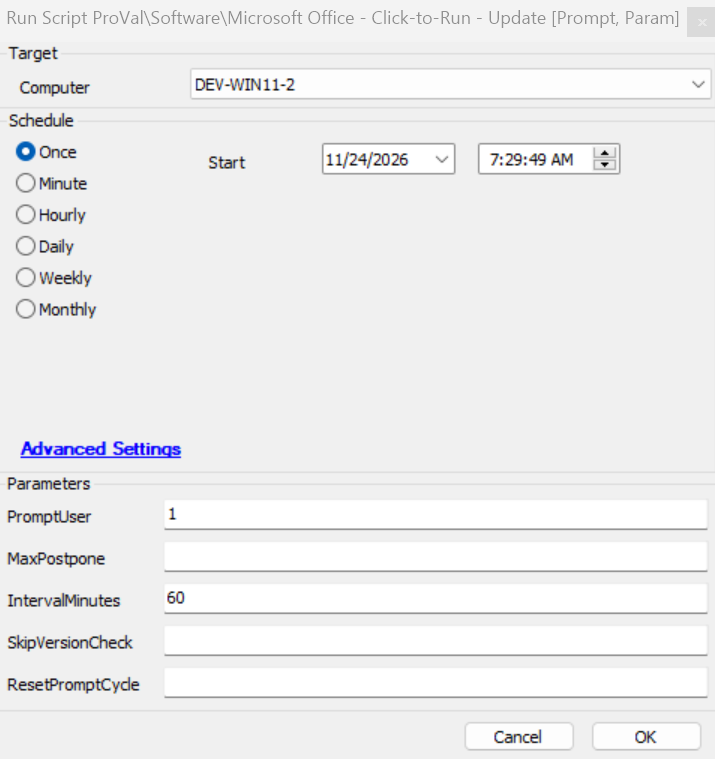 Run Script ProVal\Software\Microsoft Office - Click-to-Run - Update [Prompt, Param]
Target
Computer DEV-WIN11-2
Schedule
Once Start 11/24/2026 7:29:49 AM
Minute
Hourly
Daily
Weekly
Monthly
Advanced Settings
Parameters
PromptUser 1
MaxPostpone
IntervalMinutes 60
SkipVersionCheck
ResetPromptCycle
Cancel OK